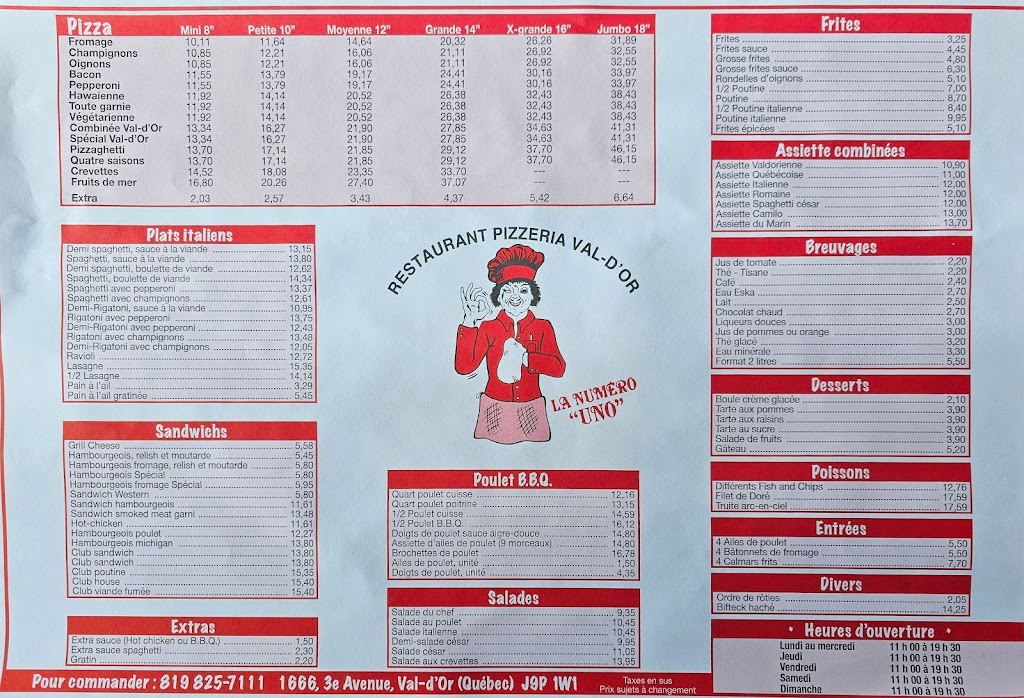 Pizza Mini 8" Petite 10" Moyenne 12" Grande 14" X-grande 16" Jumbo 18"
Fromage 10,11 11,64 14,64 20,32 26,26 31,89
Champignons 10,85 12,21 16,06 21,11 26,92 32,55
Oignons 10,85 12,21 16,06 21,11 26,92 32,55
Bacon 11,55 13,79 19,17 24,41 30,16 33,97
Pepperoni 11,55 13,79 19,17 24,41 30,16 33,97
Hawaienne 11,92 14,14 20,52 26,38 32,43 38,43
Toute garnie 11,92 14,14 20,52 26,38 32,43 38,43
Végétarienne 11,92 14,14 20,52 26,38 32,43 38,43
Combinée Val-d'Or 13,34 16,27 21,90 27,85 34,63 41,31
Spécial Val-d'Or 13,34 16,27 21,90 27,85 34,63 41,31
Pizzaghetti 13,70 17,14 21,85 29,12 37,70 46,15
Quatre saisons 13,70 17,14 21,85 29,12 37,70 46,15
Crevettes 14,52 18,08 23,35 33,70 --- ---
Fruits de mer 16,80 20,26 27,40 37,07 --- ---
Extra 2,03 2,57 3,43 4,37 5,42 6,64
Plats italiens
Demi spaghetti, sauce à la viande 13,15
Spaghetti, sauce à la viande 13,80
Demi spaghetti, boulette de viande 12,62
Spaghetti, boulette de viande 14,34
Spaghetti avec pepperoni 13,37
Spaghetti avec champignons 12,61
Demi-Rigatoni, sauce à la viande 10,95
Rigatoni avec pepperoni 13,75
Demi-Rigatoni avec pepperoni 12,43
Rigatoni avec champignons 13,48
Demi-Rigatoni avec champignons 12,05
Ravioli 12,72
Lasagne 15,35
1/2 Lasagne 14,14
Pain à l'ail 3,29
Pain à l'ail gratinée 5,45
Sandwichs
Grill Cheese 5,58
Hambourgeois, relish et moutarde 5,45
Hambourgeois fromage, relish et moutarde 5,80
Hambourgeois Spécial 5,80
Hambourgeois fromage Spécial 5,95
Sandwich Western 5,80
Sandwich hambourgeois 11,61
Sandwich smoked meat garni 13,48
Hot-chicken 11,61
Hambourgeois poulet 12,27
Hambourgeois michigan 13,80
Club sandwich 13,80
Club sandwich 13,80
Club poutine 15,35
Club house 15,40
Club viande fumée 15,40
Extras
Extra sauce (Hot chicken ou B.B.Q.) 1,50
Extra sauce spaghetti 2,30
Gratin 2,20
RESTAURANT PIZZERIA VAL-D'OR
LA NUMÉRO
"UNO"
Poulet B.B.Q.
Quart poulet cuisse 12,16
Quart poulet poitrine 13,15
1/2 Poulet cuisse 14,59
1/2 Poulet B.B.Q. 16,12
Doigts de poulet sauce aigre-douce 14,80
Assiette d'ailes de poulet (9 morceaux) 14,80
Brochettes de poulet 16,78
Ailes de poulet, unité 1,50
Doigts de poulet, unité 4,35
Salades
Salade du chef 9,35
Salade au poulet 10,45
Salade italienne 10,45
Demi-salade césar 9,95
Salade césar 11,05
Salade aux crevettes 13,95
Frites
Frites 3,25
Frites sauce 4,45
Grosse frites 4,80
Grosse frites sauce 6,30
Rondelles d'oignons 5,10
1/2 Poutine 7,00
Poutine 8,70
1/2 Poutine italienne 8,40
Poutine italienne 9,95
Frites épicées 5,10
Assiette combinées
Assiette Valdorienne 10,90
Assiette Québécoise 11,00
Assiette Italienne 12,00
Assiette Romaine 12,00
Assiette Spaghetti césar 12,00
Assiette Camilo 13,00
Assiette du Marin 13,70
Breuvages
Jus de tomate 2,20
Thé - Tisane 2,20
Café 2,40
Eau Eska 2,70
Lait 2,50
Chocolat chaud 2,70
Liqueurs douces 3,00
Jus de pommes ou orange 3,00
Thé glacé 3,20
Eau minérale 3,30
Format 2 litres 5,50
Desserts
Boule crème glacée 2,10
Tarte aux pommes 3,90
Tarte aux raisins 3,90
Tarte au sucre 3,90
Salade de fruits 3,90
Gâteau 5,20
Poissons
Différents Fish and Chips 12,76
Filet de Doré 17,59
Truite arc-en-ciel 17,59
Entrées
4 Ailes de poulet 5,50
4 Bâtonnets de fromage 5,50
4 Calmars frits 7,70
Divers
Ordre de rôties 2,05
Bifteck haché 14,25
• Heures d'ouverture •
Lundi au mercredi 11 h 00 à 19 h 30
Jeudi 11 h 00 à 19 h 30
Vendredi 11 h 00 à 19 h 30
Samedi 11 h 00 à 19 h 30
Dimanche 11 h 00 à 19 h 30
Pour commander : 819 825-7111 1666, 3e Avenue, Val-d'Or (Québec) J9P 1W1
Taxes en sus
Prix sujets à changement